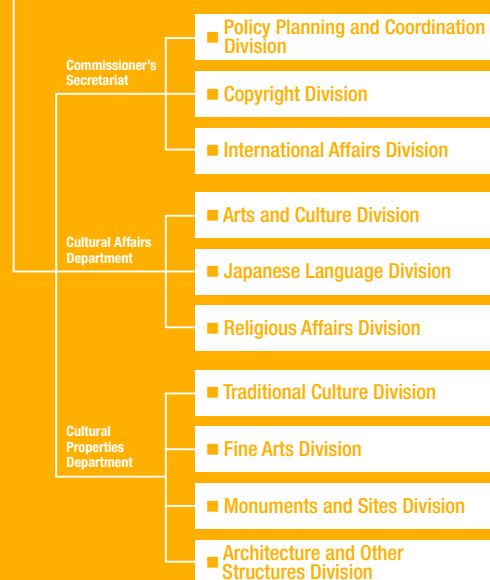 Commissioner's
Secretariat
■ Policy Planning and Coordination
Division
■ Copyright Division
■ International Affairs Division
Cultural Affairs
Department
■ Arts and Culture Division
■ Japanese Language Division
■ Religious Affairs Division
Cultural
Properties
Department
■ Traditional Culture Division
■ Fine Arts Division
■ Monuments and Sites Division
■ Architecture and Other
Structures Division